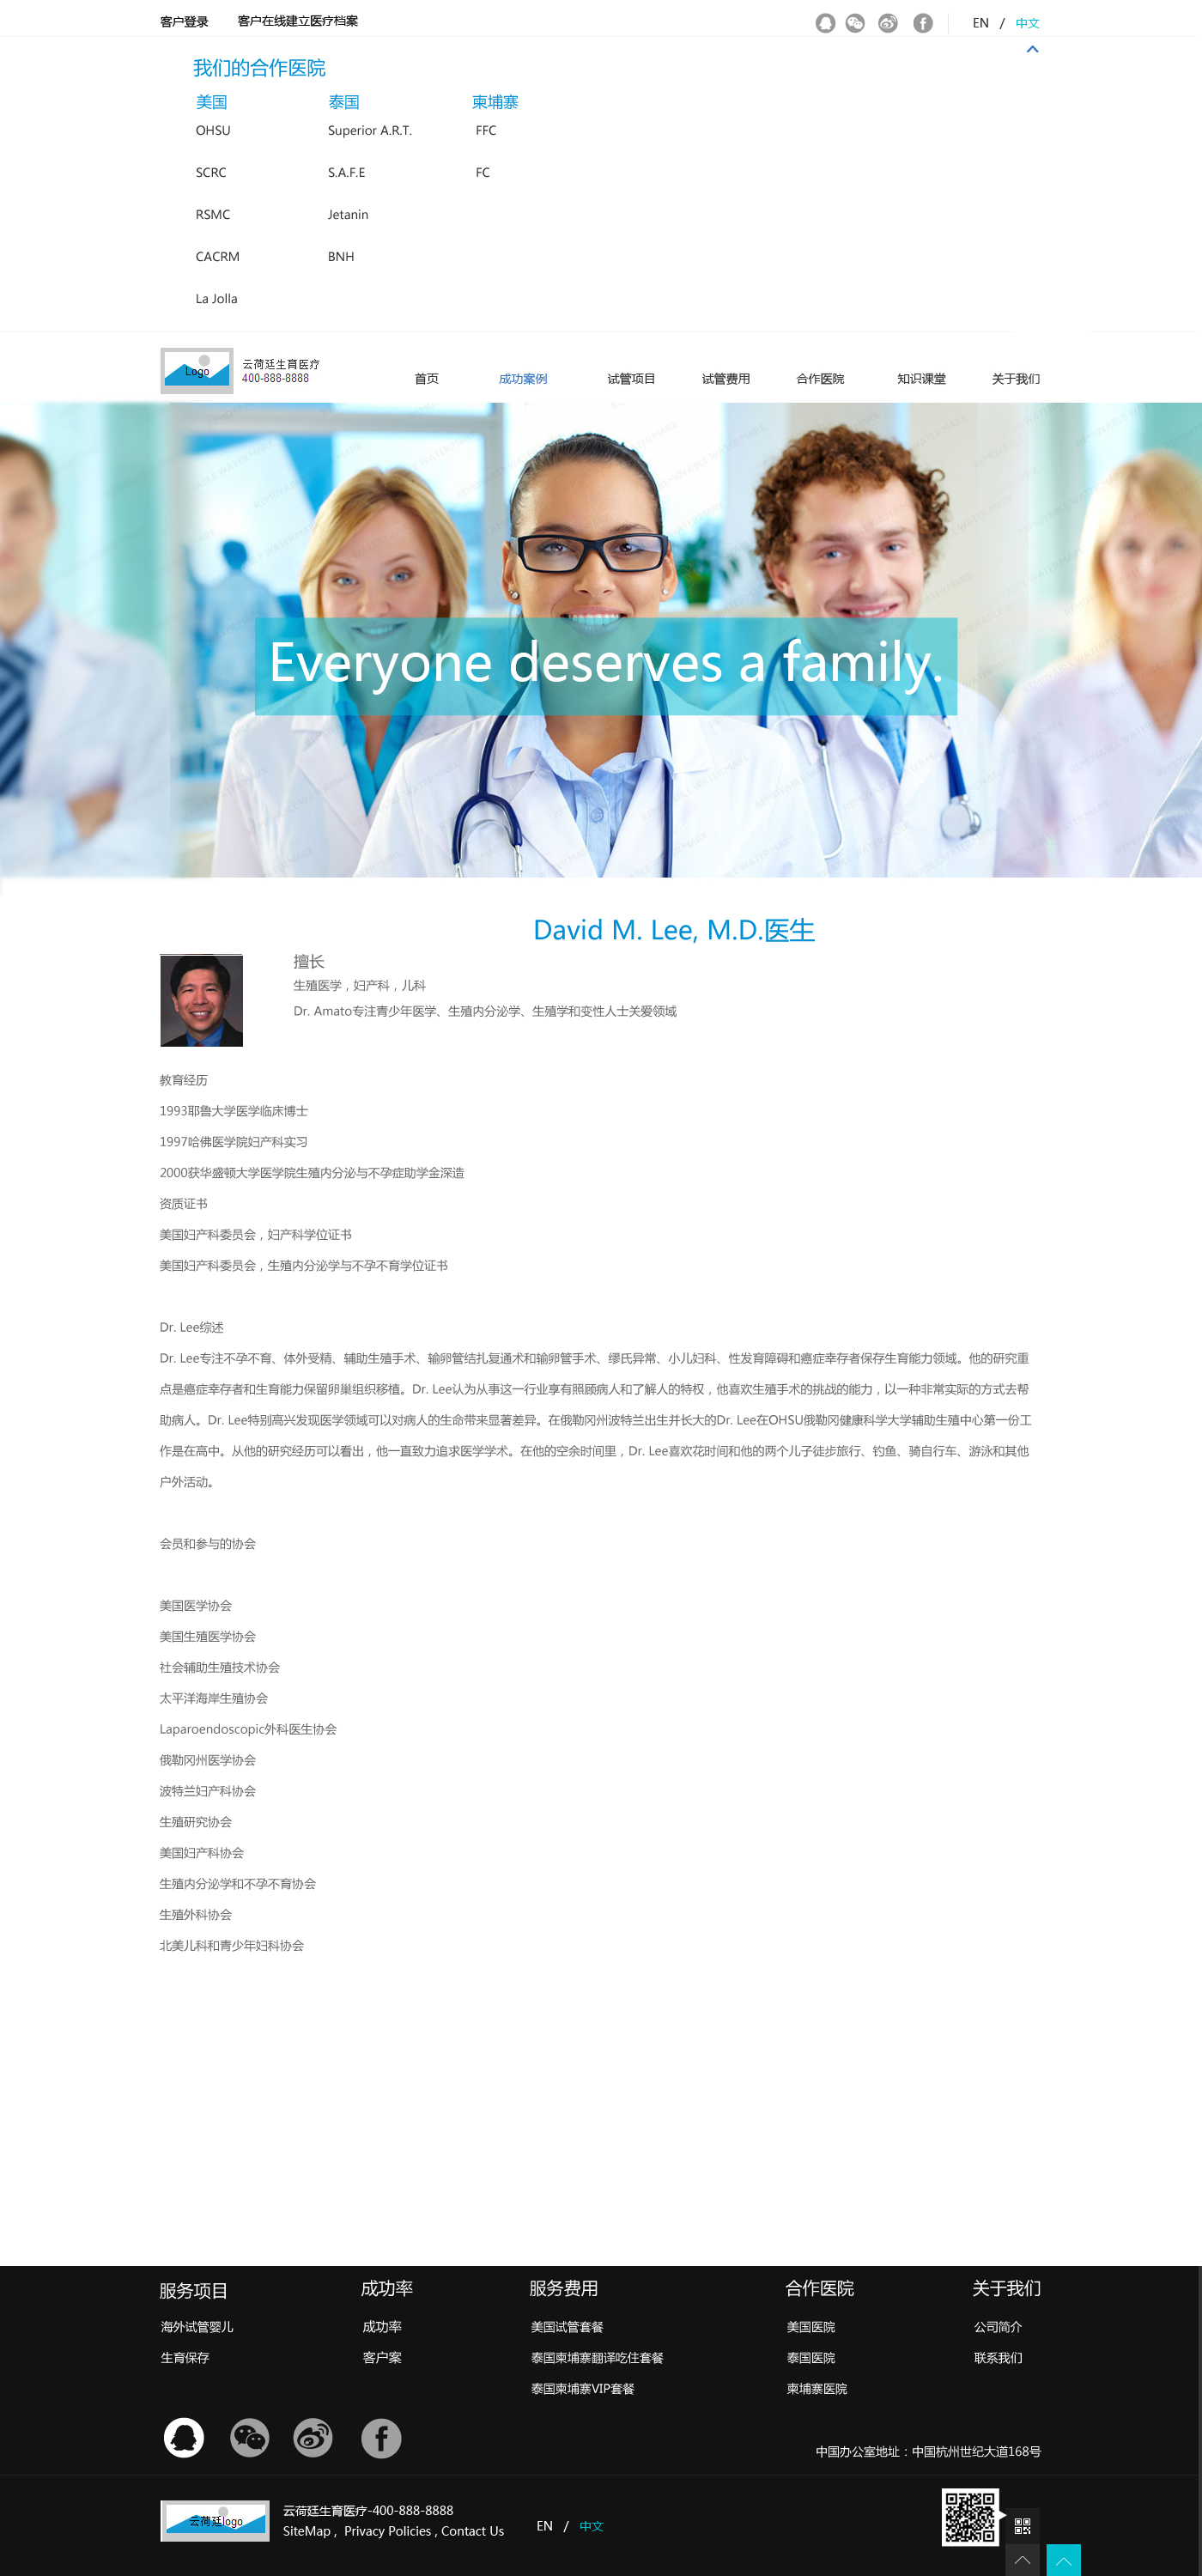 客户登录 客户在线建立医疗档案 EN / 中文
我们的合作医院
美国 泰国 柬埔寨
OHSU Superior A.R.T. FFC
SCRC S.A.F.E FC
RSMC Jetanin
CACRM BNH
La Jolla
Logo
云荷廷生育医疗
400-888-8888
首页 成功案例 试管项目 试管费用 合作医院 知识课堂 关于我们
Everyone deserves a family.
David M. Lee, M.D.医生
擅长
生殖医学，妇产科，儿科
Dr. Amato专注青少年医学、生殖内分泌学、生殖学和变性人士关爱领域
教育经历
1993耶鲁大学医学临床博士
1997哈佛医学院妇产科实习
2000获华盛顿大学医学院生殖内分泌与不孕症助学金深造
资质证书
美国妇产科委员会，妇产科学位证书
美国妇产科委员会，生殖内分泌学与不孕不育学位证书
Dr. Lee综述
Dr. Lee专注不孕不育、体外受精、辅助生殖手术、输卵管结扎复通术和输卵管手术、缪氏异常、小儿妇科、性发育障碍和癌症幸存者保存生育能力领域。他的研究重
点是癌症幸存者和生育能力保留卵巢组织移植。Dr. Lee认为从事这一行业享有照顾病人和了解人的特权，他喜欢生殖手术的挑战的能力，以一种非常实际的方式去帮
助病人。Dr. Lee特别高兴发现医学领域可以对病人的生命带来显著差异。在俄勒冈州波特兰出生并长大的Dr. Lee在OHSU俄勒冈健康科学大学辅助生殖中心第一份工
作是在高中。从他的研究经历可以看出，他一直致力追求医学学术。在他的空余时间里，Dr. Lee喜欢花时间和他的两个儿子徒步旅行、钓鱼、骑自行车、游泳和其他
户外活动。
会员和参与的协会
美国医学协会
美国生殖医学协会
社会辅助生殖技术协会
太平洋海岸生殖协会
Laparoendoscopic外科医生协会
俄勒冈州医学协会
波特兰妇产科协会
生殖研究协会
美国妇产科协会
生殖内分泌学和不孕不育协会
生殖外科协会
北美儿科和青少年妇科协会
服务项目 成功率 服务费用 合作医院 关于我们
海外试管婴儿 成功率 美国试管套餐 美国医院 公司简介
生育保存 客户案 泰国柬埔寨翻译吃住套餐 泰国医院 联系我们
泰国柬埔寨VIP套餐 柬埔寨医院
中国办公室地址：中国杭州世纪大道168号
云荷廷logo
云荷廷生育医疗-400-888-8888
SiteMap , Privacy Policies , Contact Us
EN / 中文